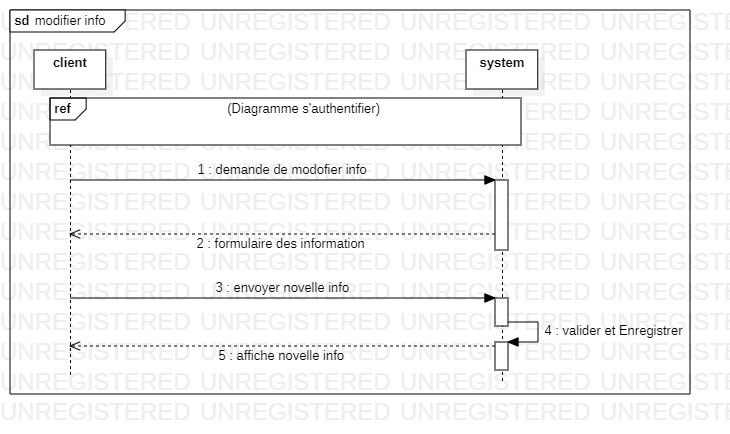 sd modifier info
client
system
ref
(Diagramme s'authentifier)
1 : demande de modofier info
2 : formulaire des information
3 : envoyer novelle info
4 : valider et Enregistrer
5 : affiche novelle info
UNREGISTERED UNREGISTERED UNREGISTERED UNREGISTERED